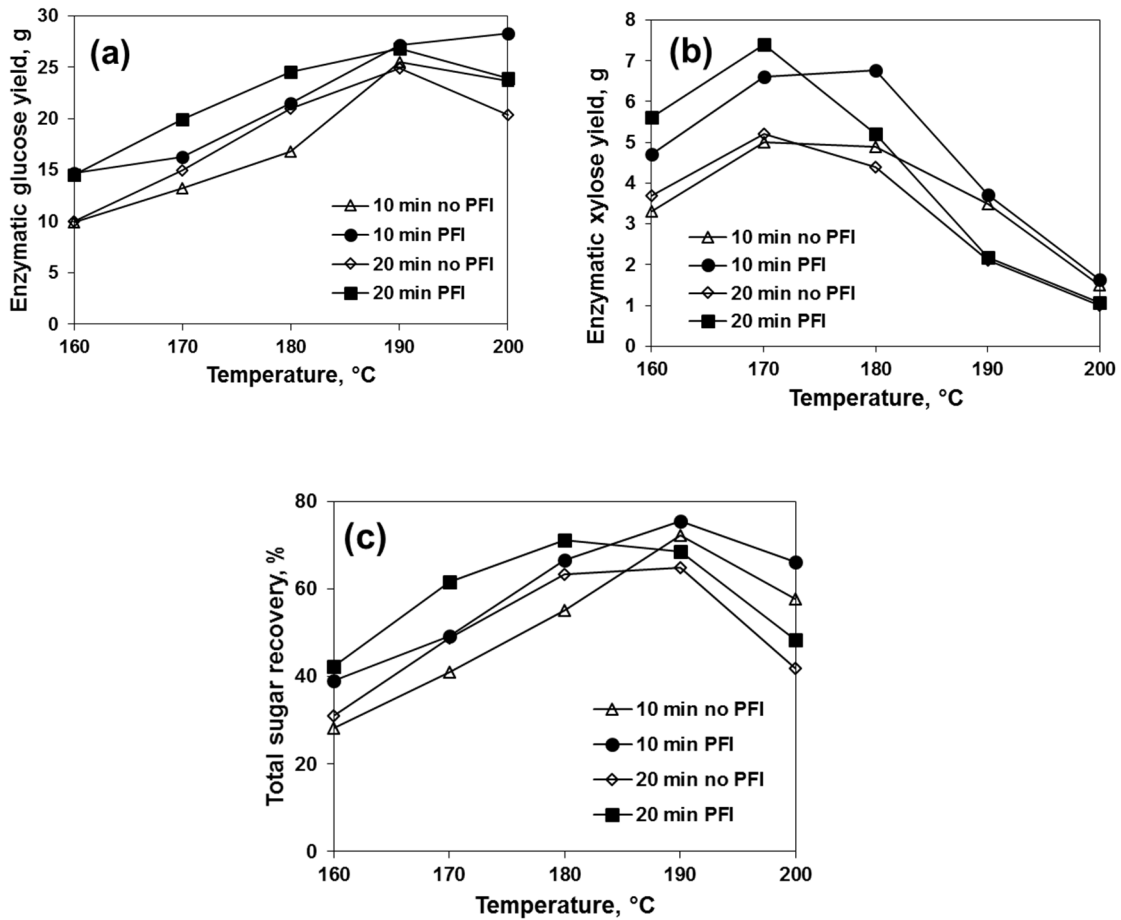 (a)
Enzymatic glucose yield, g
30
25
20
15
10
5
0
10 min no PFI
10 min PFI
20 min no PFI
20 min PFI
160 170 180 190 200
Temperature, °C
(b)
Enzymatic xylose yield, g
8
7
6
5
4
3
2
1
0
10 min no PFI
10 min PFI
20 min no PFI
20 min PFI
160 170 180 190 200
Temperature, °C
(c)
Total sugar recovery, %
80
60
40
20
0
10 min no PFI
10 min PFI
20 min no PFI
20 min PFI
160 170 180 190 200
Temperature, °C